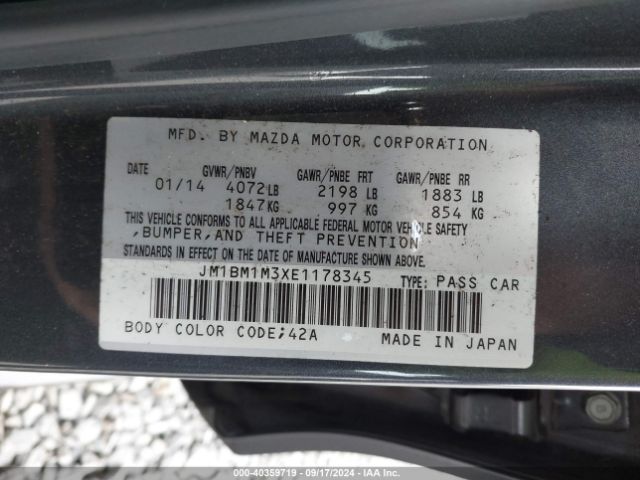 MFD. BY MAZDA MOTOR CORPORATION
DATE GVWR/PNBV GAWR/PNBE FRT GAWR/PNBE RR
01/14 4072LB 2198 LB 1883 LB
1847KG 997 KG 854 KG
THIS VEHICLE CONFORMS TO ALL APPLICABLE FEDERAL MOTOR VEHICLE SAFETY
,BUMPER,AND THEFT PREVENTION
STANDARDS IN EFFECT ON THE DATE OF MANUFACTURE SHOWN ABOVE.
JM1BM1M3XE1178345 TYPE: PASS CAR
BODY COLOR CODE;42A MADE IN JAPAN
000-40359719 - 09/17/2024 - IAA Inc.